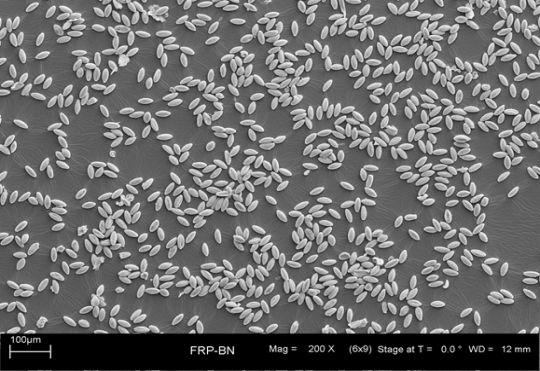 100µm
FRP-BN Mag = 200 X (6x9) Stage at T = 0.0 ° WD = 12 mm